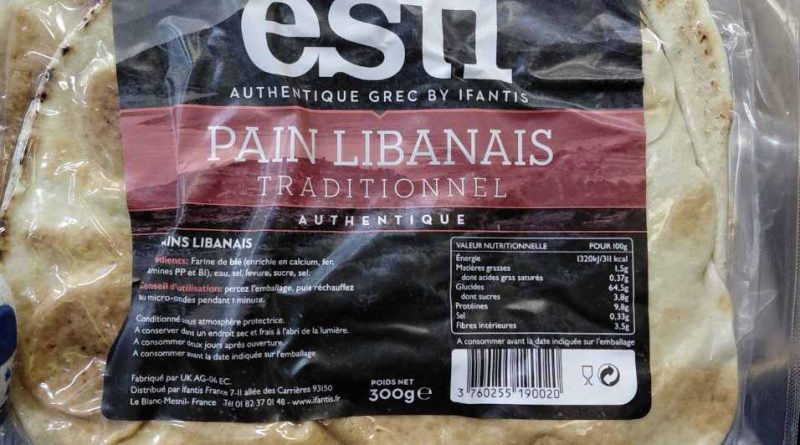 esti
AUTHENTIQUE GREC BY IFANTIS
PAIN LIBANAIS
TRADITIONNEL
AUTHENTIQUE
INS LIBANAIS
édients: Farine de blé (enrichie en calcium, fer,
amines PP et B1), eau, sel, levure, sucre, sel.
Conseil d'utilisation: percez l'emballage, puis réchauffez
au micro-ondes pendant 1 minute.
Conditionné sous atmosphère protectrice.
A conserver dans un endroit sec et frais à l'abri de la lumière.
A consommer deux jours après ouverture.
A consommer avant la date indiquée sur l'emballage
Fabriqué par UK AG-06 EC.
Distribué par ifantis France 7-11 allée des Carrières 93150
Le Blanc-Mesnil- France - Tél 01 82 37 01 48 - www.ifantis.fr
POIDS NET
300g e
VALEUR NUTRITIONNELLE POUR 100g
Énergie 1320kJ/311 kcal
Matières grasses 1,5g
dont acides gras saturés 0,37g
Glucides 64,5g
dont sucres 3,8g
Protéines 9,8g
Sel 0,33g
Fibres intérieures 3,5g
A consommer avant la date indiquée sur l'emballage
3 760255 190020